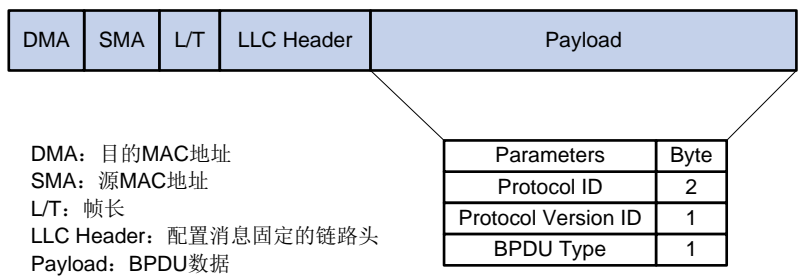 DMA SMA L/T LLC Header Payload
DMA：目的MAC地址
SMA：源MAC地址
L/T：帧长
LLC Header：配置消息固定的链路头
Payload：BPDU数据
Parameters Byte
Protocol ID 2
Protocol Version ID 1
BPDU Type 1